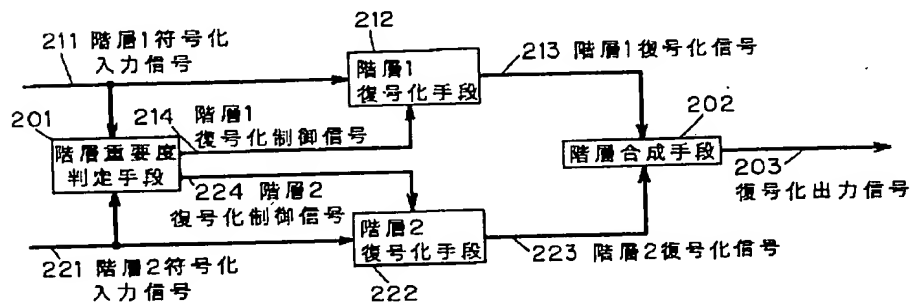 211 階層1符号化
入力信号
212
階層1
復号化手段
213 階層1復号化信号
201
階層重要度
判定手段
214 階層1
復号化制御信号
202
階層合成手段
203
復号化出力信号
224 階層2
復号化制御信号
階層2
復号化手段
222
223 階層2復号化信号
221 階層2符号化
入力信号